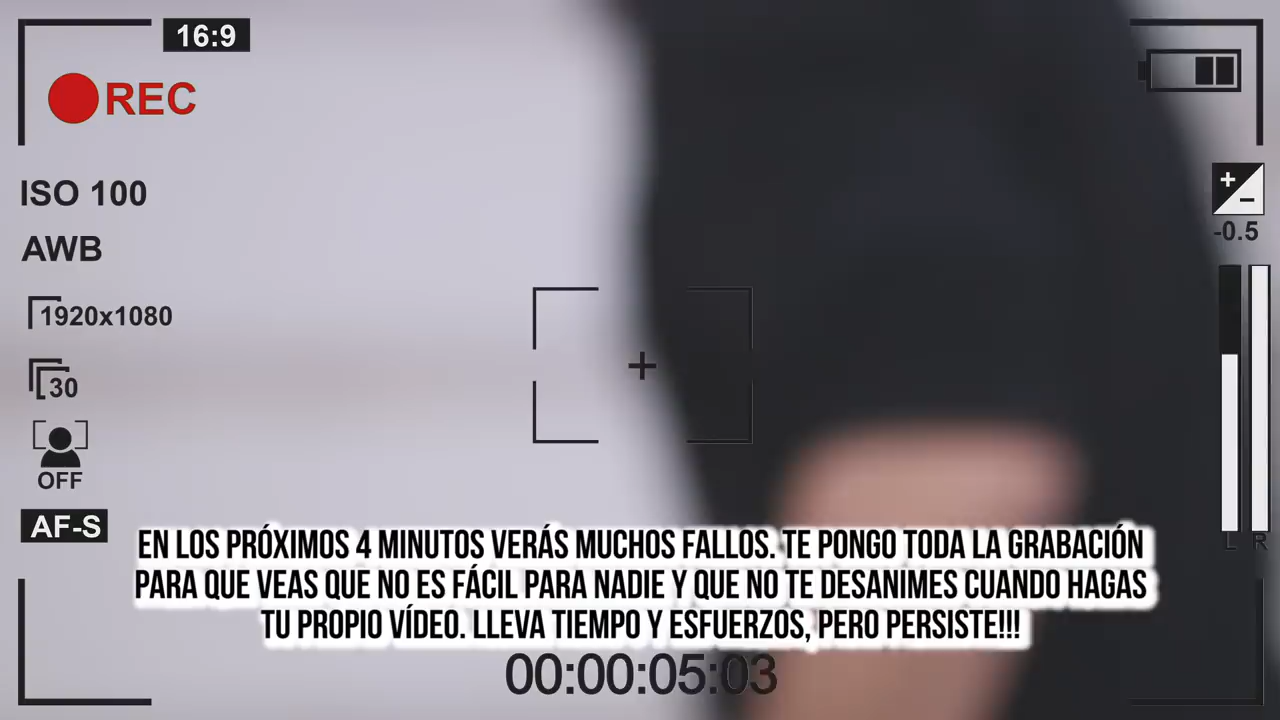 16:9
REC
ISO 100
AWB
1920x1080
30
OFF
AF-S
-0.5
L R
EN LOS PRÓXIMOS 4 MINUTOS VERÁS MUCHOS FALLOS. TE PONGO TODA LA GRABACIÓN
PARA QUE VEAS QUE NO ES FÁCIL PARA NADIE Y QUE NO TE DESANIMES CUANDO HAGAS
TU PROPIO VÍDEO. LLEVA TIEMPO Y ESFUERZOS, PERO PERSISTE!!!
00:00:05:03